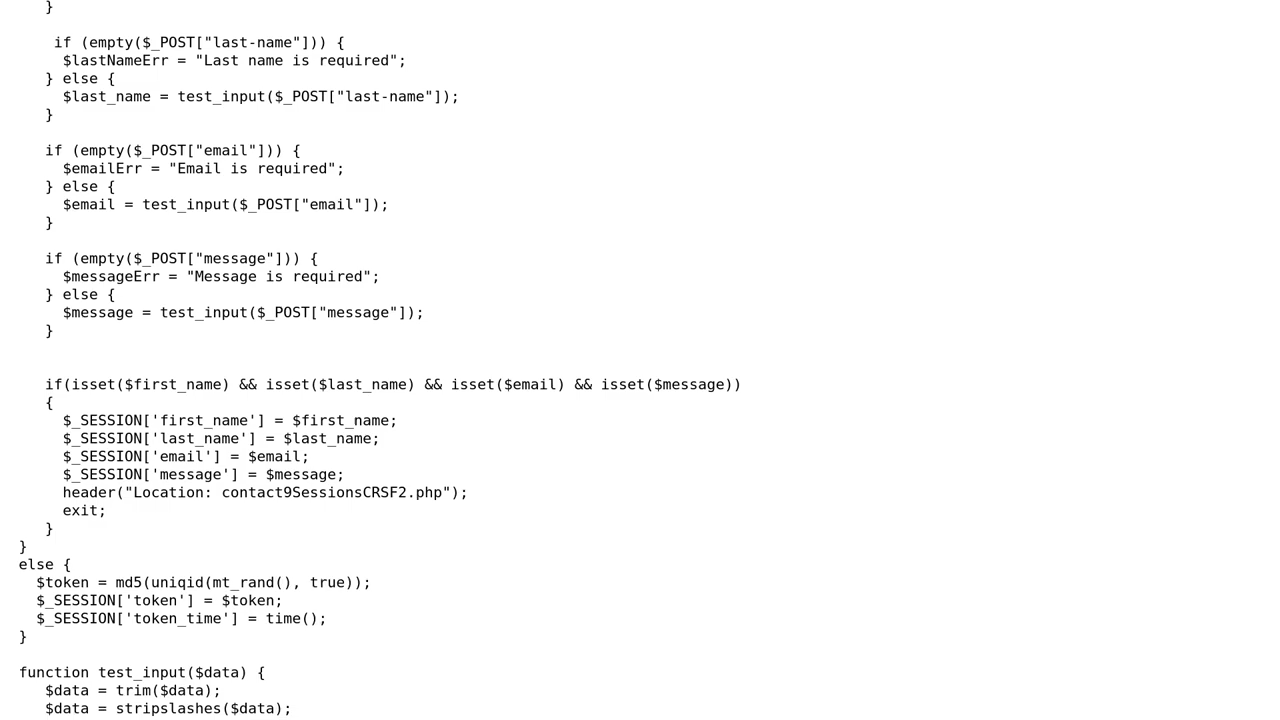 }
if (empty($_POST["last-name"])) {
$lastNameErr = "Last name is required";
} else {
$last_name = test_input($_POST["last-name"]);
}
if (empty($_POST["email"])) {
$emailErr = "Email is required";
} else {
$email = test_input($_POST["email"]);
}
if (empty($_POST["message"])) {
$messageErr = "Message is required";
} else {
$message = test_input($_POST["message"]);
}
if(isset($first_name) && isset($last_name) && isset($email) && isset($message))
{
$_SESSION['first_name'] = $first_name;
$_SESSION['last_name'] = $last_name;
$_SESSION['email'] = $email;
$_SESSION['message'] = $message;
header("Location: contact9SessionsCRSF2.php");
exit;
}
}
else {
$token = md5(uniqid(mt_rand(), true));
$_SESSION['token'] = $token;
$_SESSION['token_time'] = time();
}
function test_input($data) {
$data = trim($data);
$data = stripslashes($data);